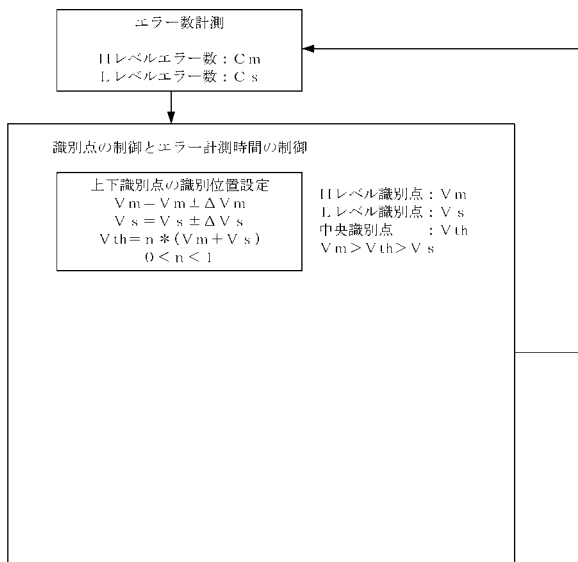 エラー数計測
Hレベルエラー数：Cm
Lレベルエラー数：Cs
識別点の制御とエラー計測時間の制御
上下識別点の識別位置設定
Vm＝Vm±ΔVm
Vs＝Vs±ΔVs
Vth＝n＊(Vm＋Vs)
0＜n＜1
Hレベル識別点：Vm
Lレベル識別点：Vs
中央識別点　　：Vth
Vm＞Vth＞Vs